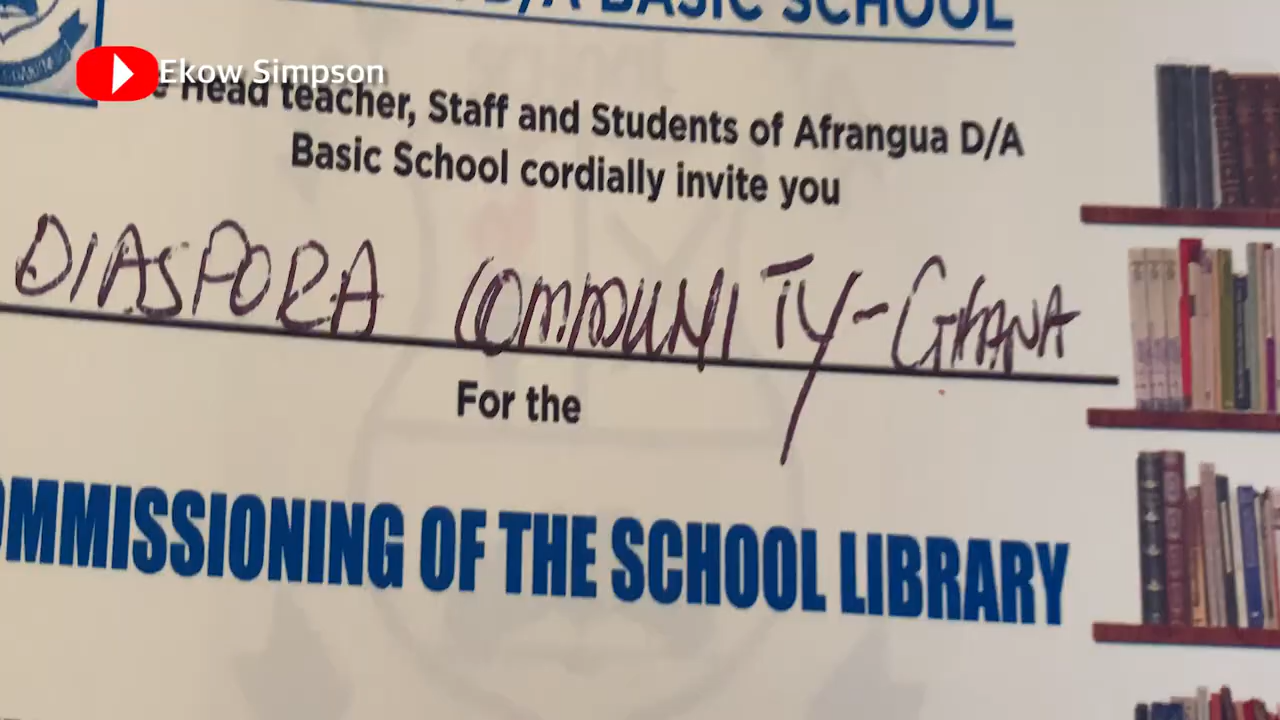 D/A BASIC SCHOOL
Ekow Simpson
Head teacher, Staff and Students of Afrangua D/A
Basic School cordially invite you
DIASPORA COMMUNITY-GHANA
For the
OMMISSIONING OF THE SCHOOL LIBRARY